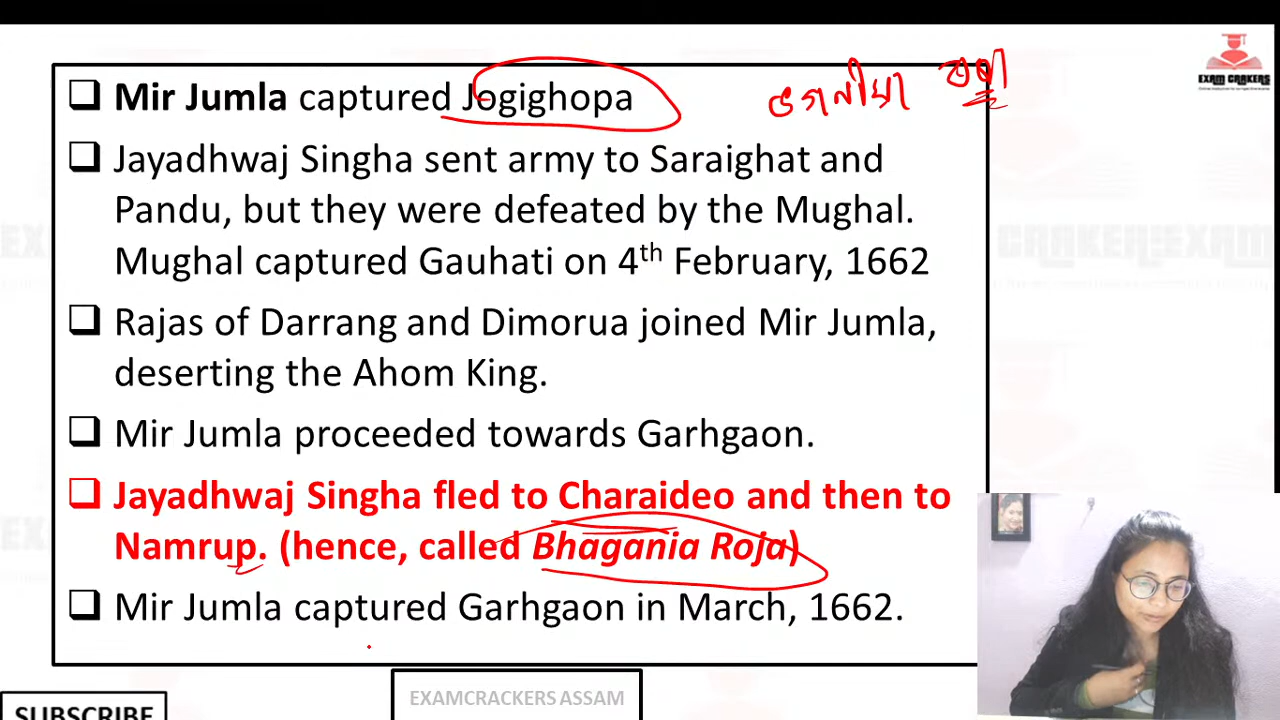 ❑ Mir Jumla captured Jogighopa
ভগনীয়া ৰজা
EXAM CRAKERS
❑ Jayadhwaj Singha sent army to Saraighat and
Pandu, but they were defeated by the Mughal.
Mughal captured Gauhati on 4th February, 1662
❑ Rajas of Darrang and Dimorua joined Mir Jumla,
deserting the Ahom King.
❑ Mir Jumla proceeded towards Garhgaon.
❑ Jayadhwaj Singha fled to Charaideo and then to
Namrup. (hence, called Bhagania Roja)
❑ Mir Jumla captured Garhgaon in March, 1662.
EXAMCRACKERS ASSAM
SUBSCRIBE